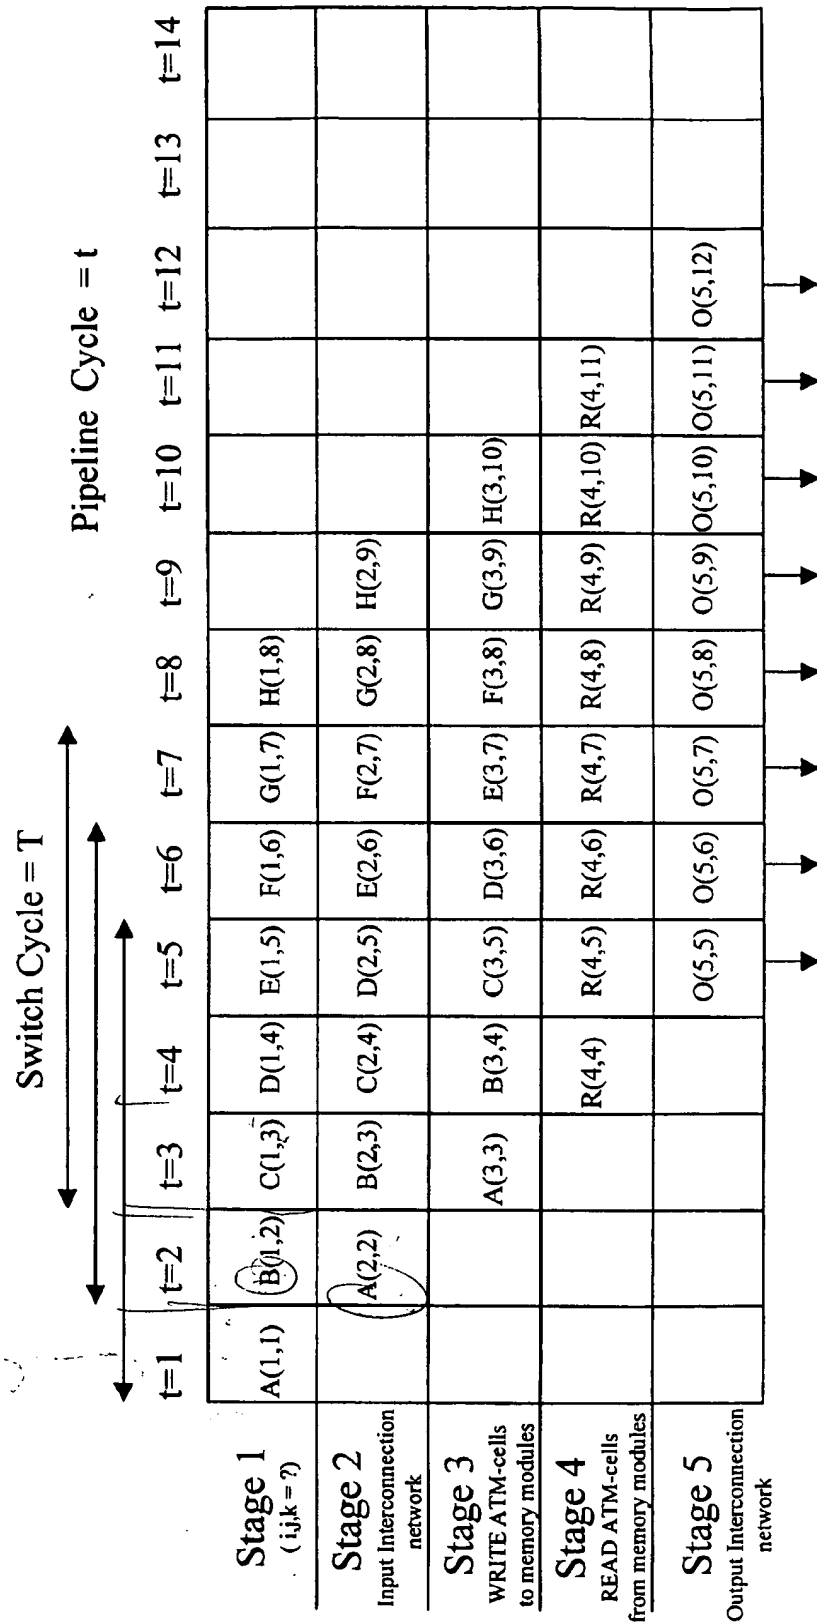 Pipeline Cycle = t
Switch Cycle = T
t=1 t=2 t=3 t=4 t=5 t=6 t=7 t=8 t=9 t=10 t=11 t=12 t=13 t=14
Stage 1
( i,j,k = ?)
A(1,1) B(1,2) C(1,3) D(1,4) E(1,5) F(1,6) G(1,7) H(1,8)
Stage 2
Input Interconnection
network
A(2,2) B(2,3) C(2,4) D(2,5) E(2,6) F(2,7) G(2,8) H(2,9)
Stage 3
WRITE ATM-cells
to memory modules
A(3,3) B(3,4) C(3,5) D(3,6) E(3,7) F(3,8) G(3,9) H(3,10)
Stage 4
READ ATM-cells
from memory modules
R(4,4) R(4,5) R(4,6) R(4,7) R(4,8) R(4,9) R(4,10) R(4,11)
Stage 5
Output Interconnection
network
O(5,5) O(5,6) O(5,7) O(5,8) O(5,9) O(5,10) O(5,11) O(5,12)